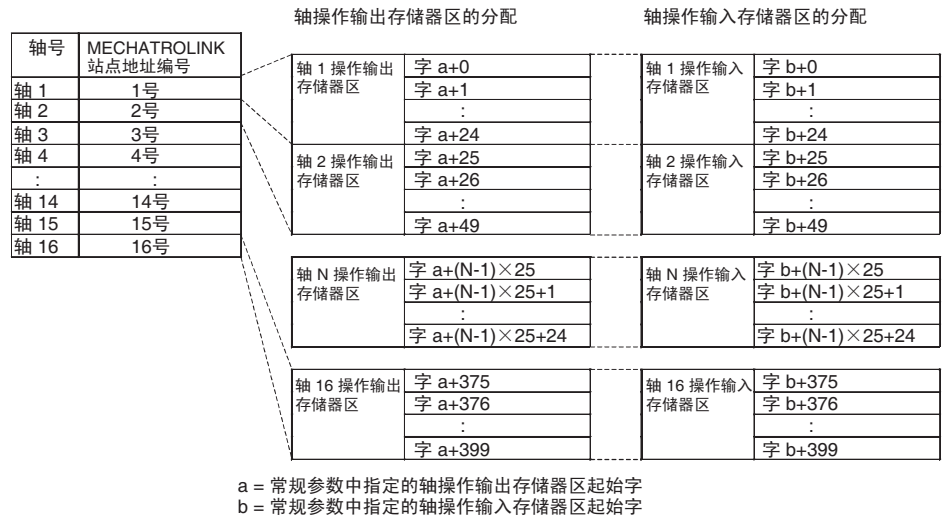 轴操作输出存储器区的分配
轴操作输入存储器区的分配
轴号 MECHATROLINK 站点地址编号
轴 1 1号
轴 2 2号
轴 3 3号
轴 4 4号
: :
轴 14 14号
轴 15 15号
轴 16 16号
轴 1 操作输出
存储器区
字 a+0
字 a+1
:
字 a+24
轴 2 操作输出
存储器区
字 a+25
字 a+26
:
字 a+49
轴 N 操作输出
存储器区
字 a+(N-1)×25
字 a+(N-1)×25+1
:
字 a+(N-1)×25+24
轴 16 操作输出
存储器区
字 a+375
字 a+376
:
字 a+399
轴 1 操作输入
存储器区
字 b+0
字 b+1
:
字 b+24
轴 2 操作输入
存储器区
字 b+25
字 b+26
:
字 b+49
轴 N 操作输入
存储器区
字 b+(N-1)×25
字 b+(N-1)×25+1
:
字 b+(N-1)×25+24
轴 16 操作输入
存储器区
字 b+375
字 b+376
:
字 b+399
a = 常规参数中指定的轴操作输出存储器区起始字
b = 常规参数中指定的轴操作输入存储器区起始字